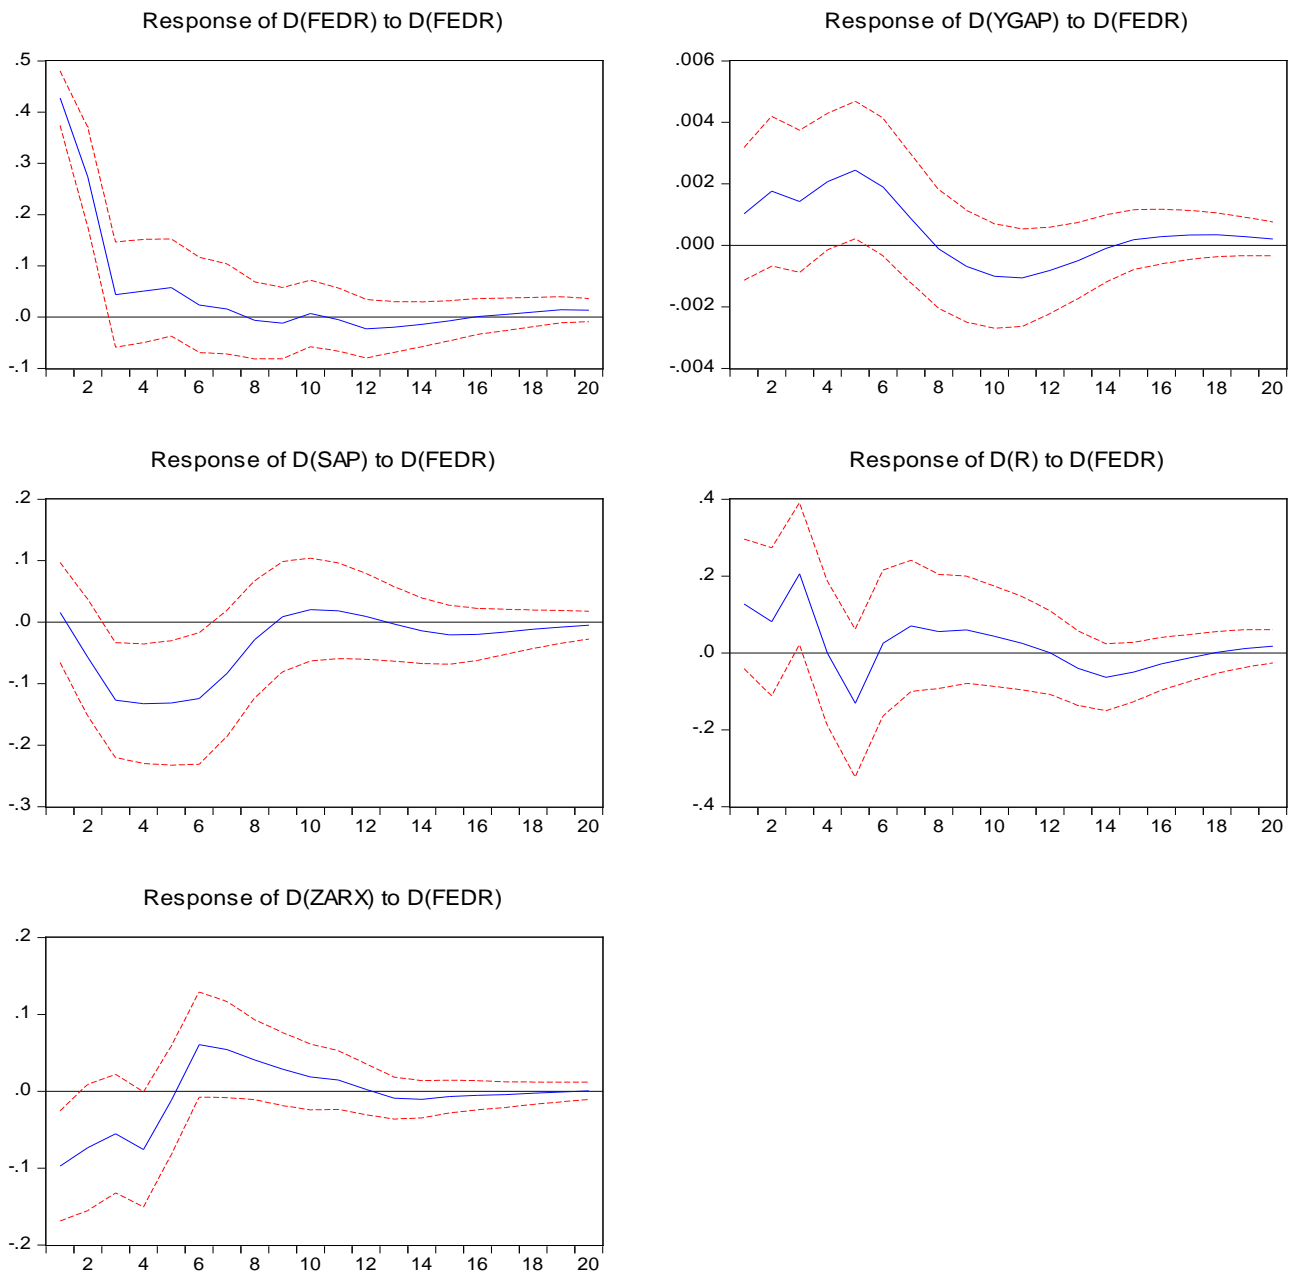 Response of D(FEDR) to D(FEDR)
.5
.4
.3
.2
.1
.0
-.1
2 4 6 8 10 12 14 16 18 20
Response of D(YGAP) to D(FEDR)
.006
.004
.002
.000
-.002
-.004
2 4 6 8 10 12 14 16 18 20
Response of D(SAP) to D(FEDR)
.2
.1
.0
-.1
-.2
-.3
2 4 6 8 10 12 14 16 18 20
Response of D(R) to D(FEDR)
.4
.2
.0
-.2
-.4
2 4 6 8 10 12 14 16 18 20
Response of D(ZARX) to D(FEDR)
.2
.1
.0
-.1
-.2
2 4 6 8 10 12 14 16 18 20